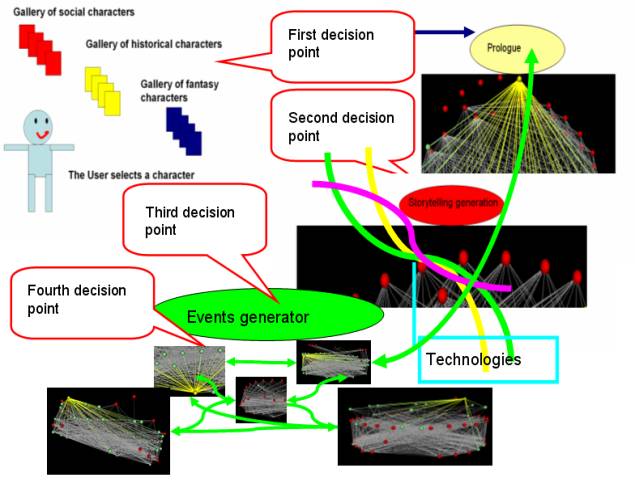 Gallery of social characters
Gallery of historical characters
Gallery of fantasy
characters
The User selects a character
First decision
point
Prologue
Second decision
point
Storytelling generation
Third decision
point
Fourth decision
point
Events generator
Technologies